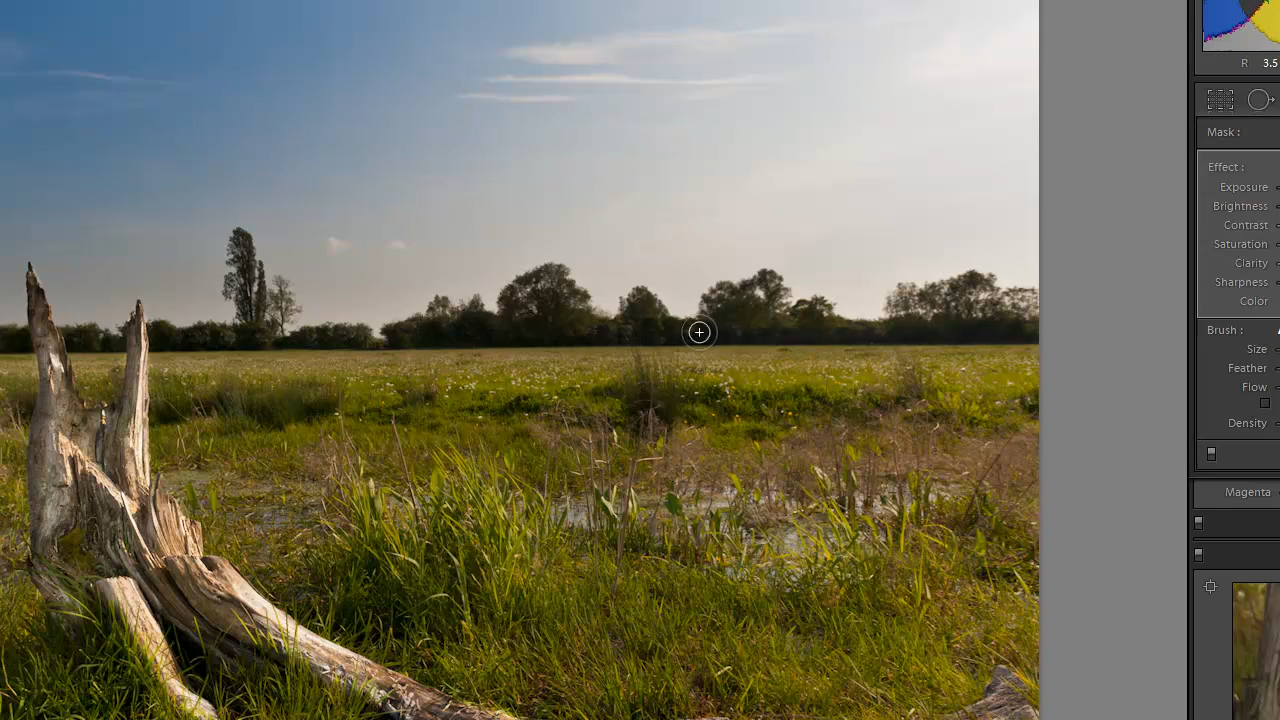 R 3.5
Mask :
Effect :
Exposure
Brightness
Contrast
Saturation
Clarity
Sharpness
Color
Brush :
Size
Feather
Flow
Density
Magenta